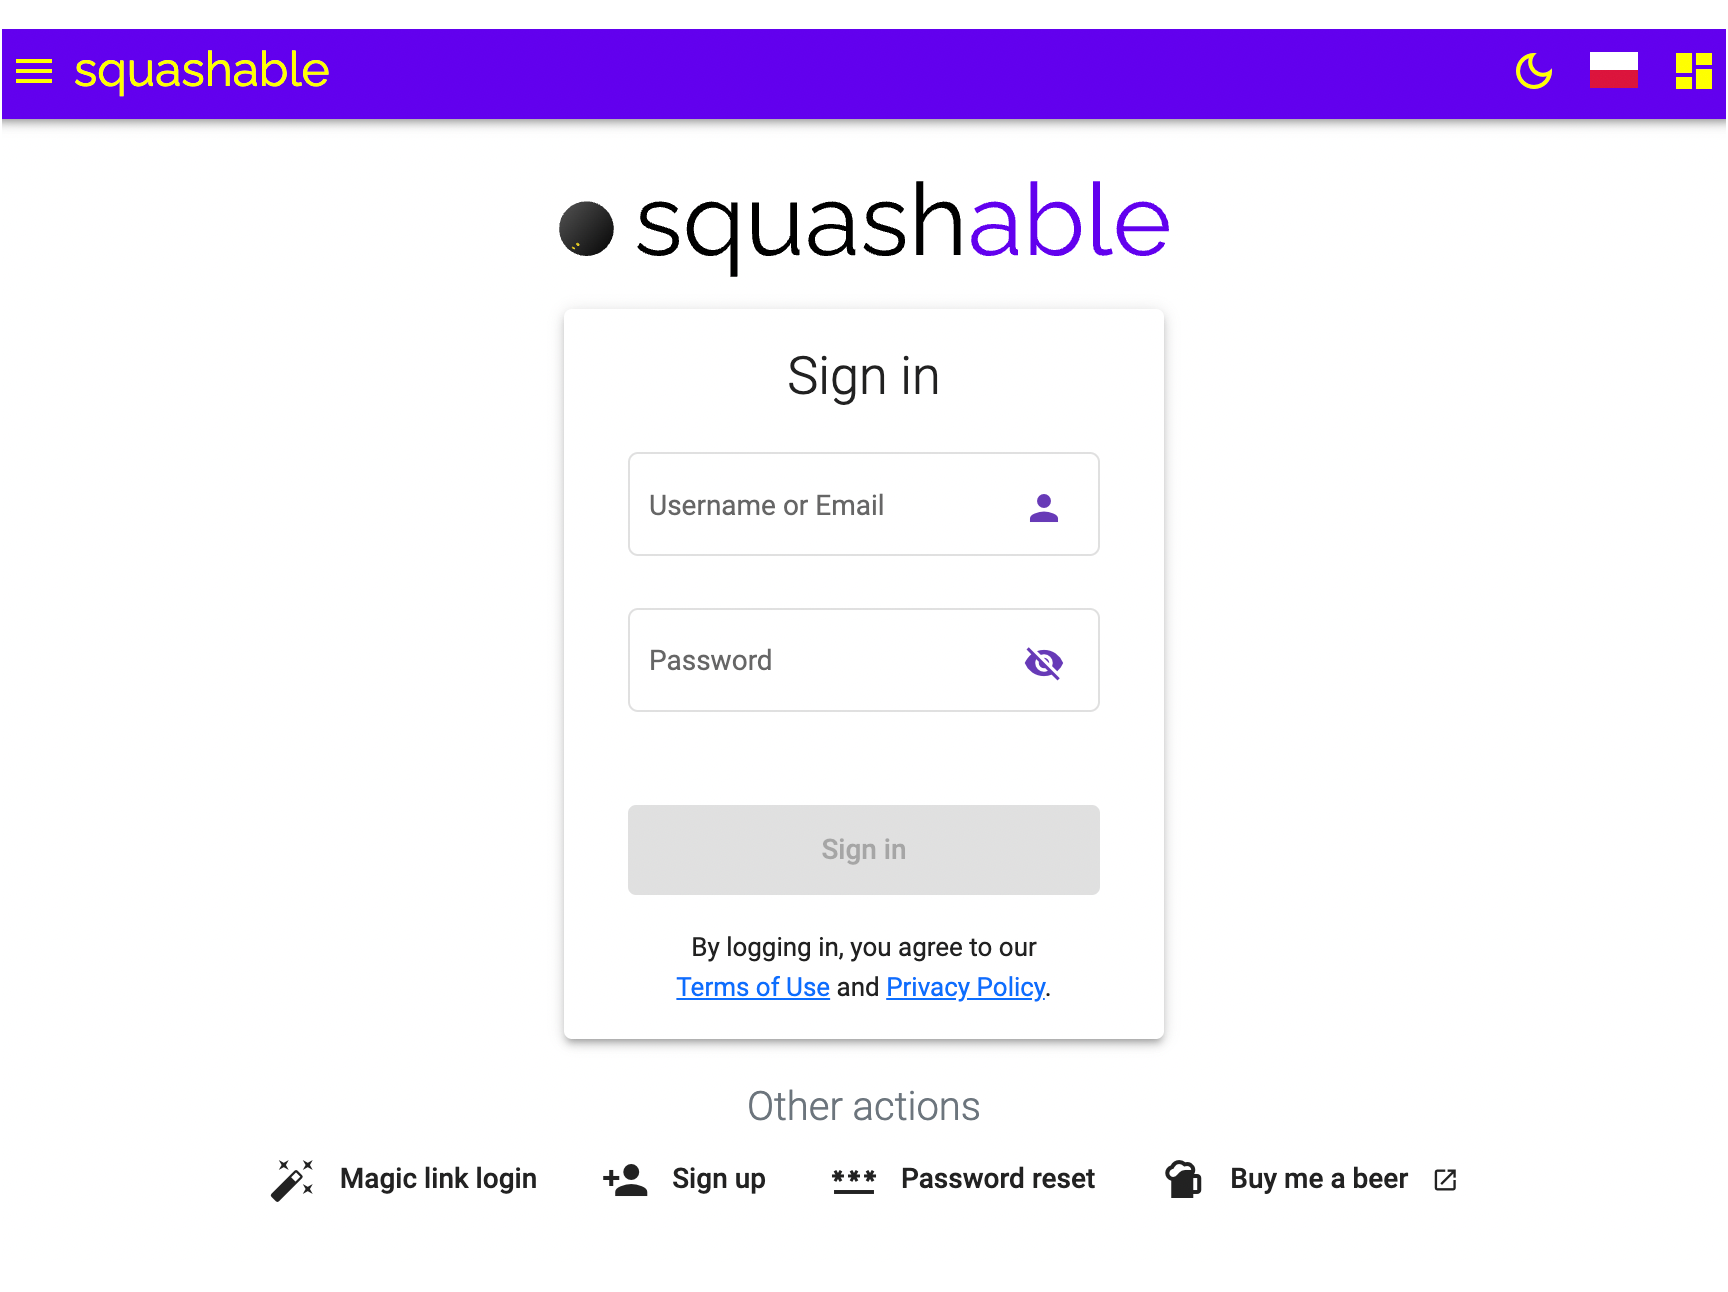 squashable
squashable
Sign in
Username or Email
Password
Sign in
By logging in, you agree to our
Terms of Use and Privacy Policy.
Other actions
Magic link login
Sign up
*** Password reset
Buy me a beer